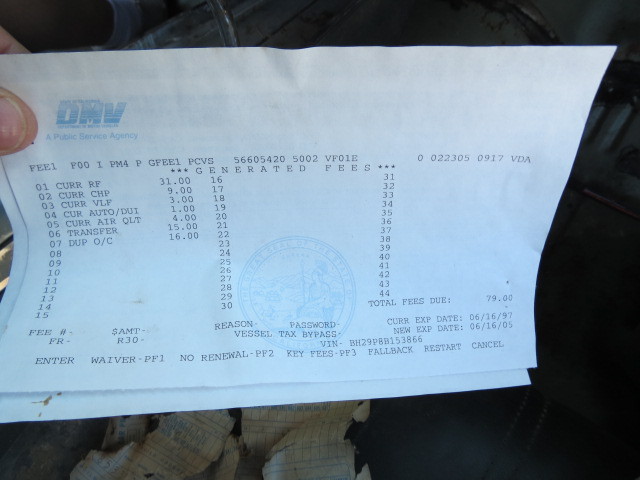 DMV
A Public Service Agency
FEE1 F00 I PM4 P GFEE1 PCVS 56605420 5002 VF01E 0 022305 0917 VDA
*** GENERATED FEES ***
01 CURR RF 31.00 16 31
02 CURR CHP 9.00 17 32
03 CURR VLF 3.00 18 33
04 CUR AUTO/DUI 1.00 19 34
05 CURR AIR QLT 4.00 20 35
06 TRANSFER 15.00 21 36
07 DUP O/C 16.00 22 37
08 23 38
09 24 39
10 25 40
11 26 41
12 27 42
13 28 43
14 29 44
15 30 TOTAL FEES DUE: 79.00
CURR EXP DATE: 06/16/97
FEE #- $AMT- REASON- PASSWORD- NEW EXP DATE: 06/16/05
FR- R30- VESSEL TAX BYPASS-
VIN- BH29P8B153866
ENTER WAIVER-PF1 NO RENEWAL-PF2 KEY FEES-PF3 FALLBACK RESTART CANCEL